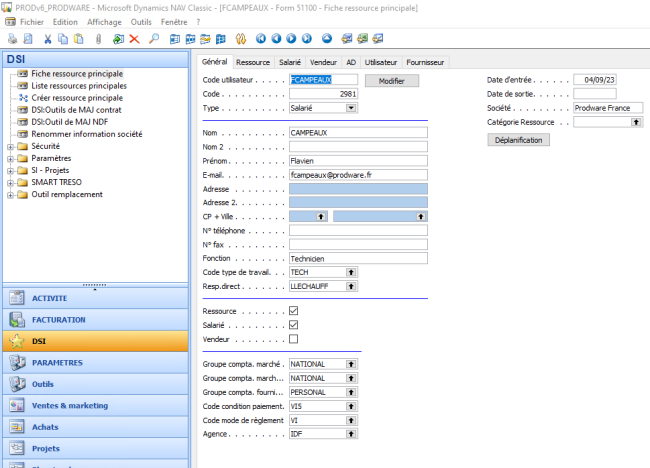 PRODv6_PRODWARE - Microsoft Dynamics NAV Classic - [FCAMPEAUX - Form 51100 - Fiche ressource principale]
Fichier Edition Affichage Outils Fenêtre ?
DSI
Fiche ressource principale
Liste ressources principales
Créer ressource principale
DSI:Outils de MAJ contrat
DSI:Outil de MAJ NDF
Renommer information société
Sécurité
Paramètres
SI - Projets
SMART TRESO
Outil remplacement
ACTIVITE
FACTURATION
DSI
PARAMETRES
Outils
Ventes & marketing
Achats
Projets
Général Ressource Salarié Vendeur AD Utilisateur Fournisseur
Code utilisateur . . . . . FCAMPEAUX Modifier Date d'entrée . . . . . . 04/09/23
Code . . . . . . . . . . 2981 Date de sortie. . . . . .
Type . . . . . . . . . . Salarié Société . . . . . . . . . Prodware France
Catégorie Ressource . .
Déplanification
Nom . . . . . . . . . CAMPEAUX
Nom 2 . . . . . . . . .
Prénom. . . . . . . . . Flavien
E-mail. . . . . . . . . . fcampeaux@prodware.fr
Adresse . . . . . . . .
Adresse 2. . . . . . . .
CP + Ville . . . . . . . .
N° téléphone . . . . . .
N° fax . . . . . . . . .
Fonction . . . . . . . . Technicien
Code type de travail. . . TECH
Resp.direct . . . . . . . LLECHAUFF
Ressource . . . . . . .
Salarié . . . . . . . . .
Vendeur . . . . . . . .
Groupe compta. marché . NATIONAL
Groupe compta. march... NATIONAL
Groupe compta. fourni... PERSONAL
Code condition paiement. VIS
Code mode de règlement VI
Agence . . . . . . . . . IDF